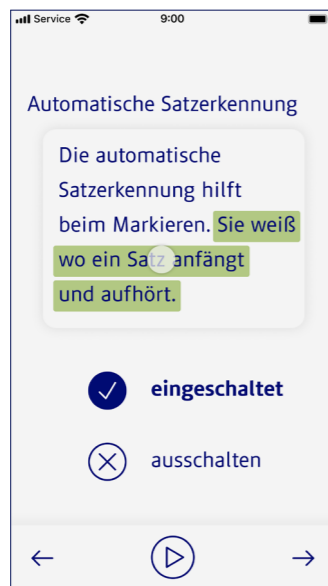 Service 9:00
Automatische Satzerkennung
Die automatische
Satzerkennung hilft
beim Markieren. Sie weiß
wo ein Satz anfängt
und aufhört.
eingeschaltet
ausschalten